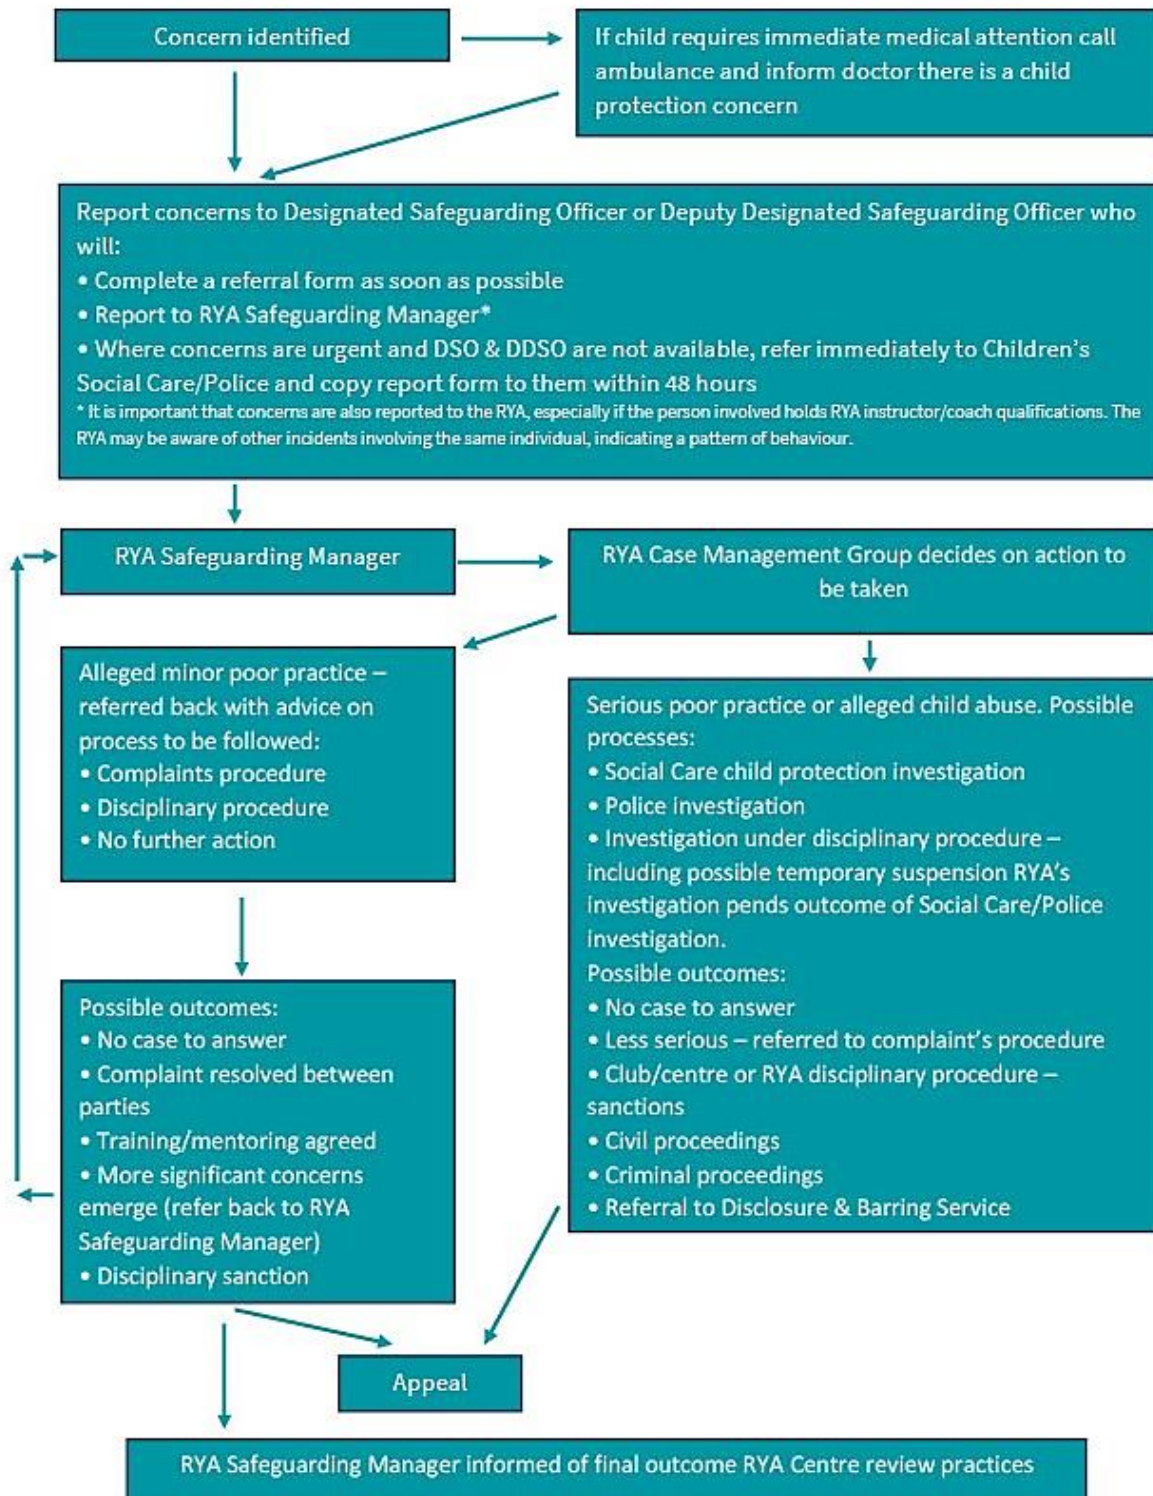 Concern identified
If child requires immediate medical attention call
ambulance and inform doctor there is a child
protection concern
Report concerns to Designated Safeguarding Officer or Deputy Designated Safeguarding Officer who
will:
• Complete a referral form as soon as possible
• Report to RYA Safeguarding Manager*
• Where concerns are urgent and DSO & DDSO are not available, refer immediately to Children's
Social Care/Police and copy report form to them within 48 hours
* It is important that concerns are also reported to the RYA, especially if the person involved holds RYA instructor/coach qualifications. The
RYA may be aware of other incidents involving the same individual, indicating a pattern of behaviour.
RYA Safeguarding Manager
RYA Case Management Group decides on action to
be taken
Alleged minor poor practice –
referred back with advice on
process to be followed:
• Complaints procedure
• Disciplinary procedure
• No further action
Serious poor practice or alleged child abuse. Possible
processes:
• Social Care child protection investigation
• Police investigation
• Investigation under disciplinary procedure –
including possible temporary suspension RYA's
investigation pends outcome of Social Care/Police
investigation.
Possible outcomes:
• No case to answer
• Less serious – referred to complaint's procedure
• Club/centre or RYA disciplinary procedure –
sanctions
• Civil proceedings
• Criminal proceedings
• Referral to Disclosure & Barring Service
Possible outcomes:
• No case to answer
• Complaint resolved between
parties
• Training/mentoring agreed
• More significant concerns
emerge (refer back to RYA
Safeguarding Manager)
• Disciplinary sanction
Appeal
RYA Safeguarding Manager informed of final outcome RYA Centre review practices